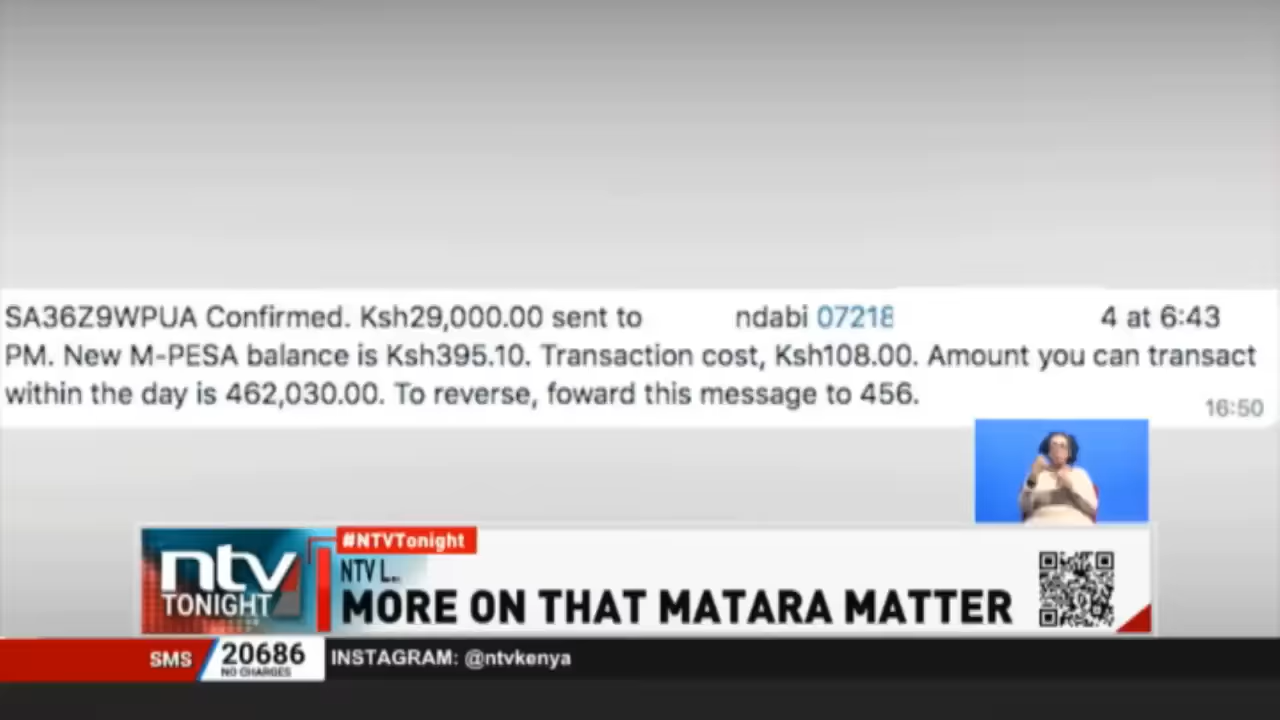 SA36Z9WPUA Confirmed. Ksh29,000.00 sent to ndabi 07218 4 at 6:43
PM. New M-PESA balance is Ksh395.10. Transaction cost, Ksh108.00. Amount you can transact
within the day is 462,030.00. To reverse, foward this message to 456.
16:50
#NTVTonight
ntv
TONIGHT
NTV L..
MORE ON THAT MATARA MATTER
SMS 20686
NO CHARGES
INSTAGRAM: @ntvkenya